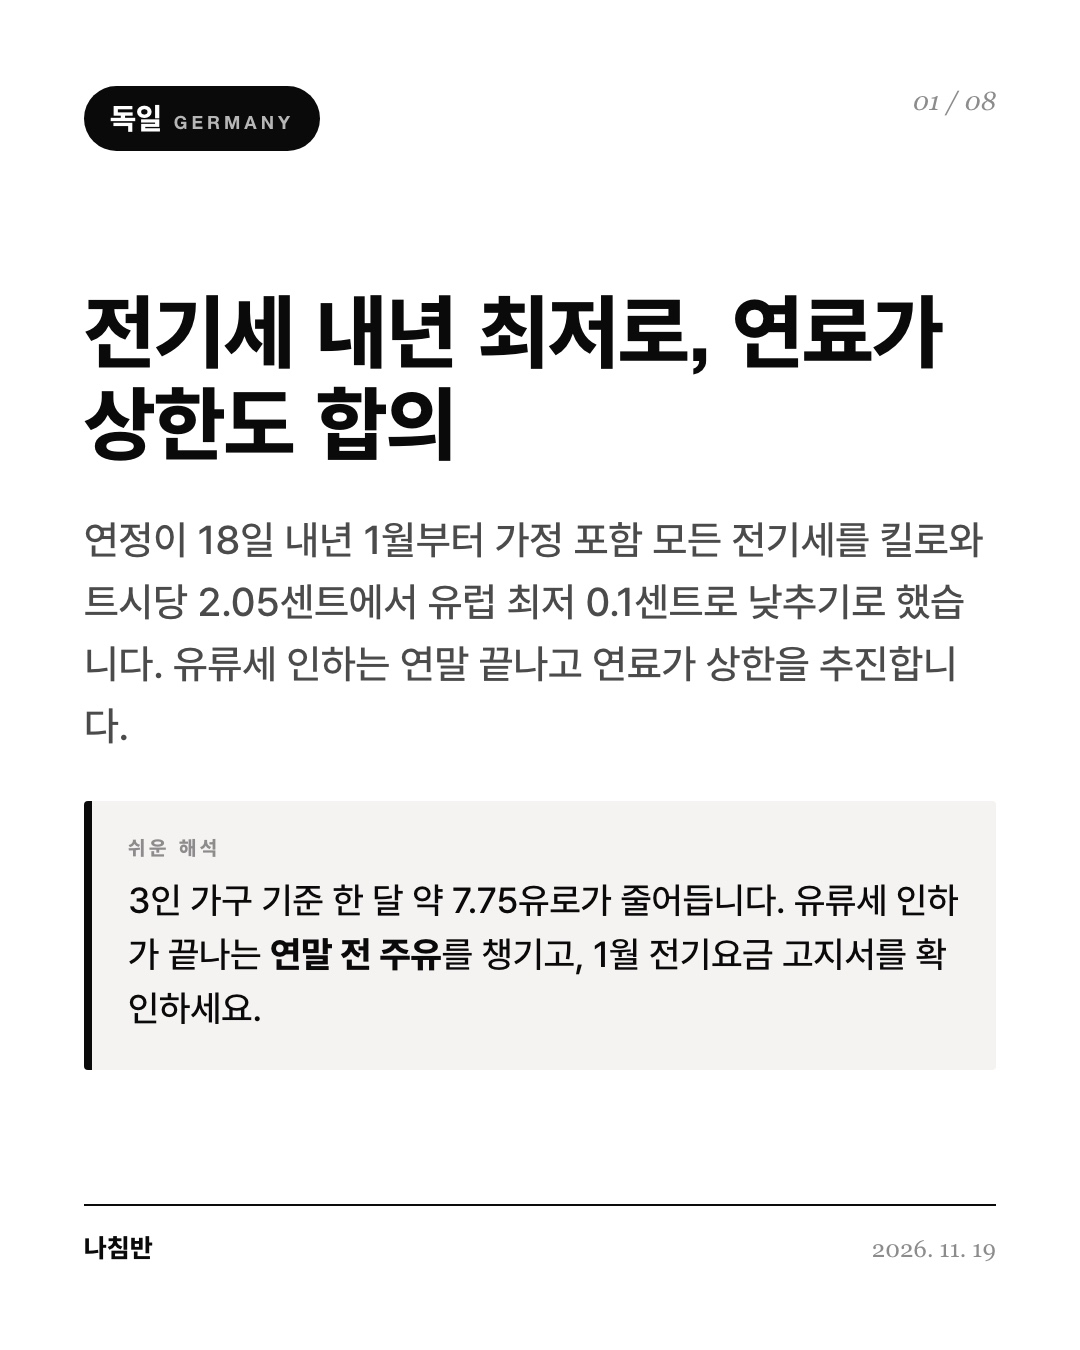 독일 GERMANY
01 / 08
전기세 내년 최저로, 연료가
상한도 합의
연정이 18일 내년 1월부터 가정 포함 모든 전기세를 킬로와
트시당 2.05센트에서 유럽 최저 0.1센트로 낮추기로 했습
니다. 유류세 인하는 연말 끝나고 연료가 상한을 추진합니
다.
쉬운 해석
3인 가구 기준 한 달 약 7.75유로가 줄어듭니다. 유류세 인하
가 끝나는 연말 전 주유를 챙기고, 1월 전기요금 고지서를 확
인하세요.
나침반
2026. 11. 19